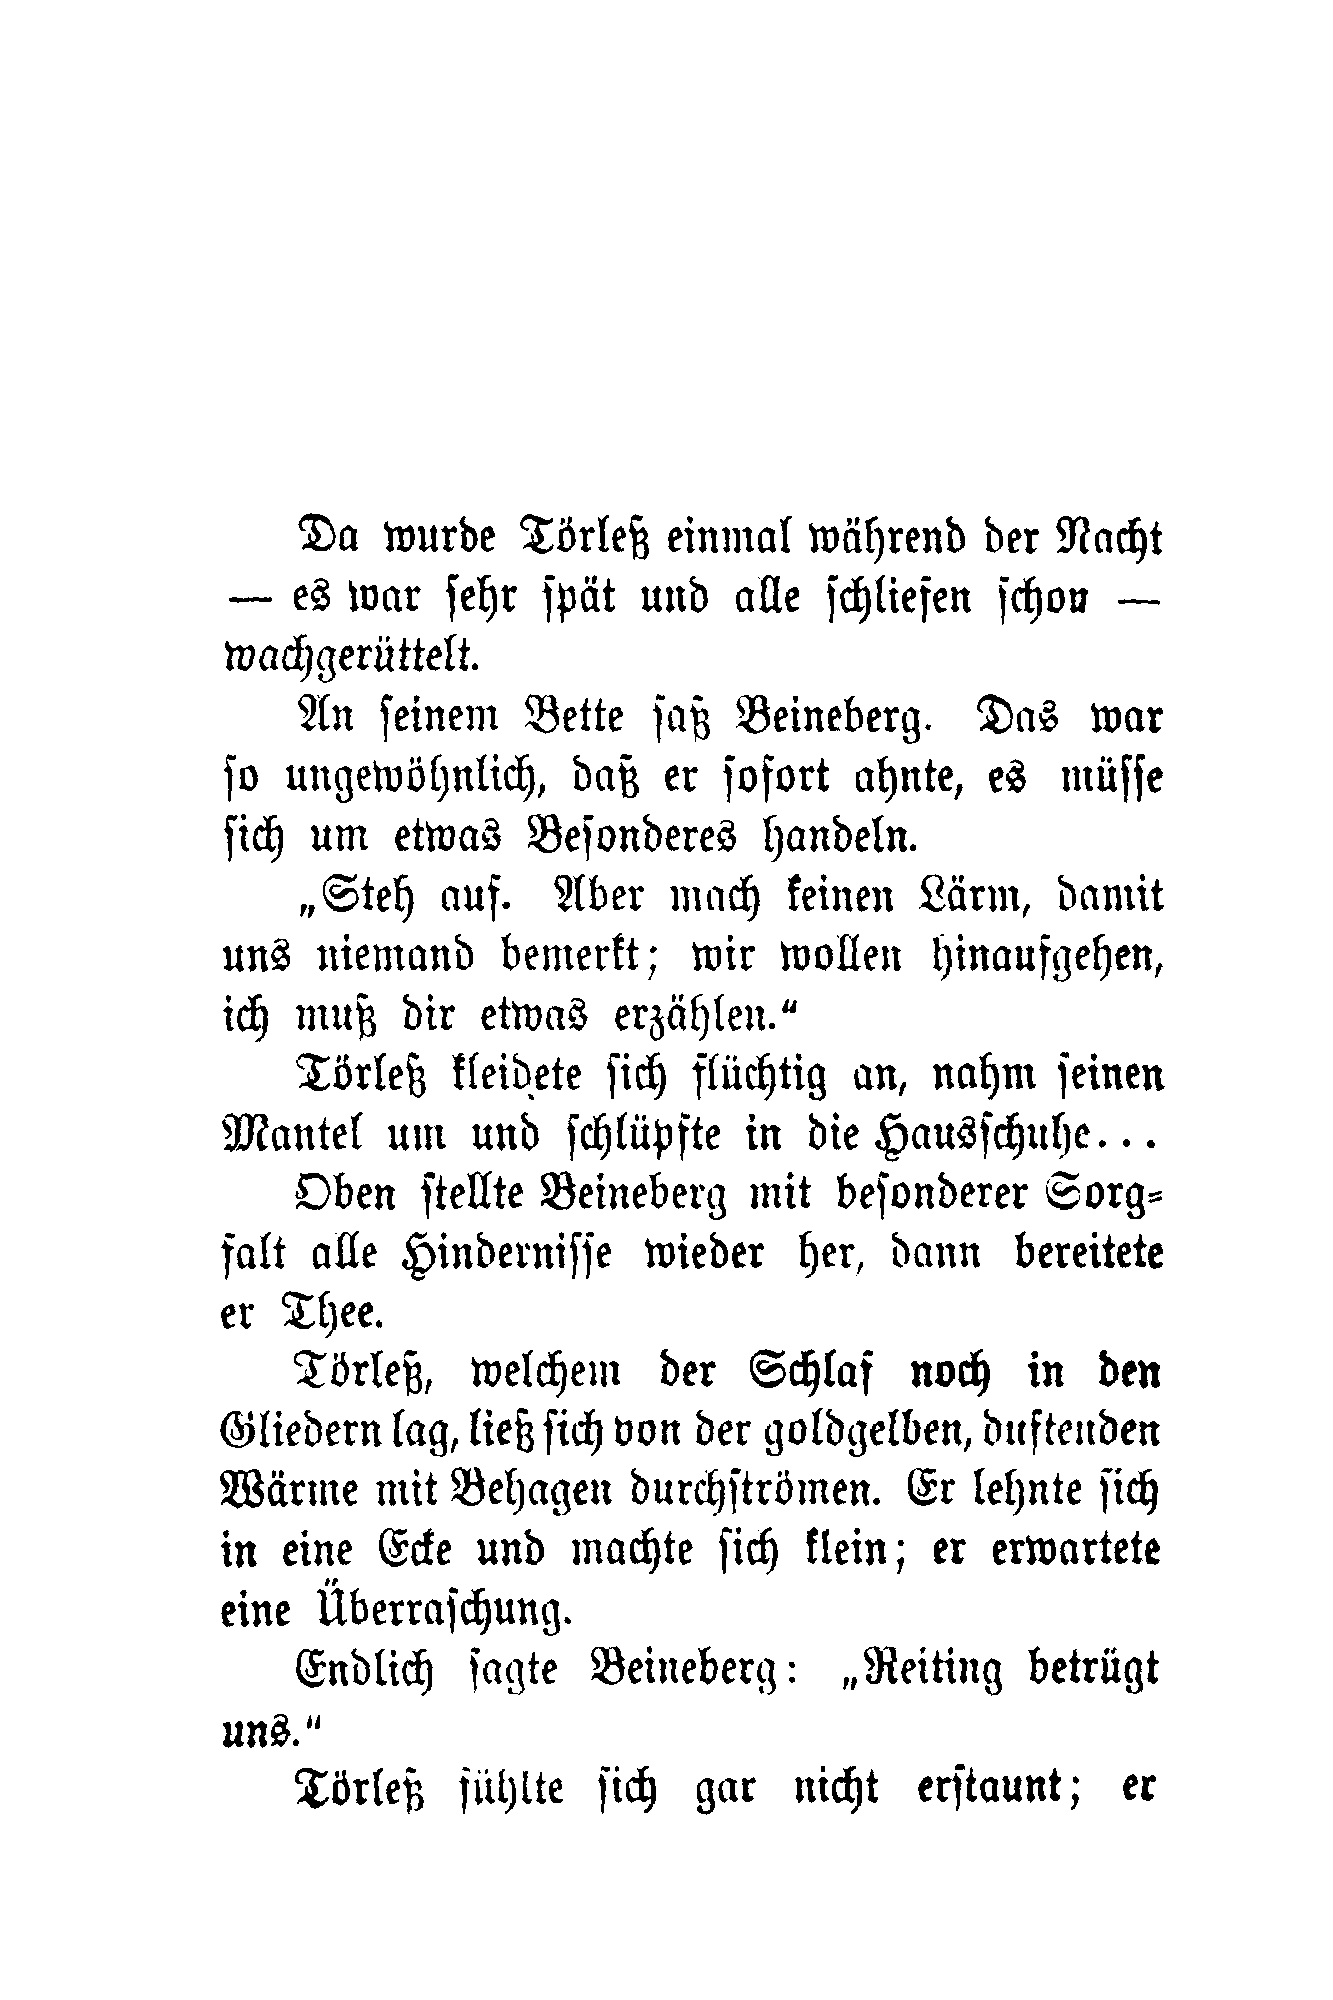 Da wurde Törleß einmal während der Nacht
— es war sehr spät und alle schliefen schon —
wachgerüttelt.
An seinem Bette saß Beineberg. Das war
so ungewöhnlich, daß er sofort ahnte, es müsse
sich um etwas Besonderes handeln.
„Steh auf. Aber mach keinen Lärm, damit
uns niemand bemerkt; wir wollen hinaufgehen,
ich muß dir etwas erzählen.“
Törleß kleidete sich flüchtig an, nahm seinen
Mantel um und schlüpfte in die Hausschuhe...
Oben stellte Beineberg mit besonderer Sorg-
falt alle Hindernisse wieder her, dann bereitete
er Thee.
Törleß, welchem der Schlaf noch in den
Gliedern lag, ließ sich von der goldgelben, duftenden
Wärme mit Behagen durchströmen. Er lehnte sich
in eine Ecke und machte sich klein; er erwartete
eine Überraschung.
Endlich sagte Beineberg: „Reiting betrügt
uns.“
Törleß fühlte sich gar nicht erstaunt; er